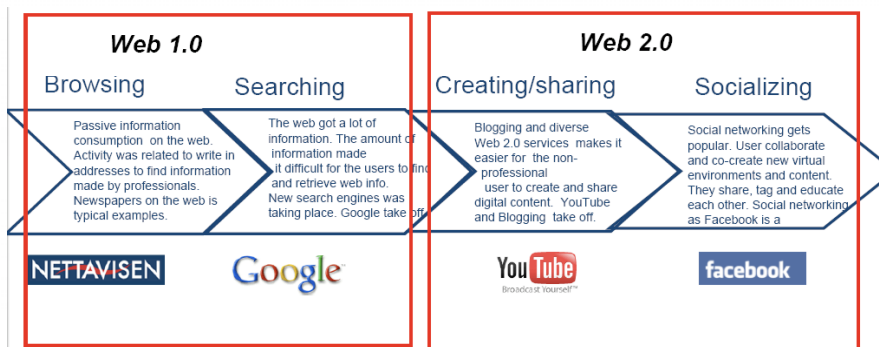 Web 1.0
Web 2.0
Browsing
Searching
Creating/sharing
Socializing
Passive information
consumption on the web.
Activity was related to write in
addresses to find information
made by professionals.
Newspapers on the web is
typical examples.
The web got a lot of
information. The amount of
information made
it difficult for the users to find
and retrieve web info.
New search engines was
taking place. Google take off
Blogging and diverse
Web 2.0 services makes it
easier for the non-
professional
user to create and share
digital content. YouTube
and Blogging take off.
Social networking gets
popular. User collaborate
and co-create new virtual
environments and content.
They share, tag and educate
each other. Social networking
as Facebook is a
NETTAVISEN
Google™
YouTube
Broadcast Yourself™
facebook